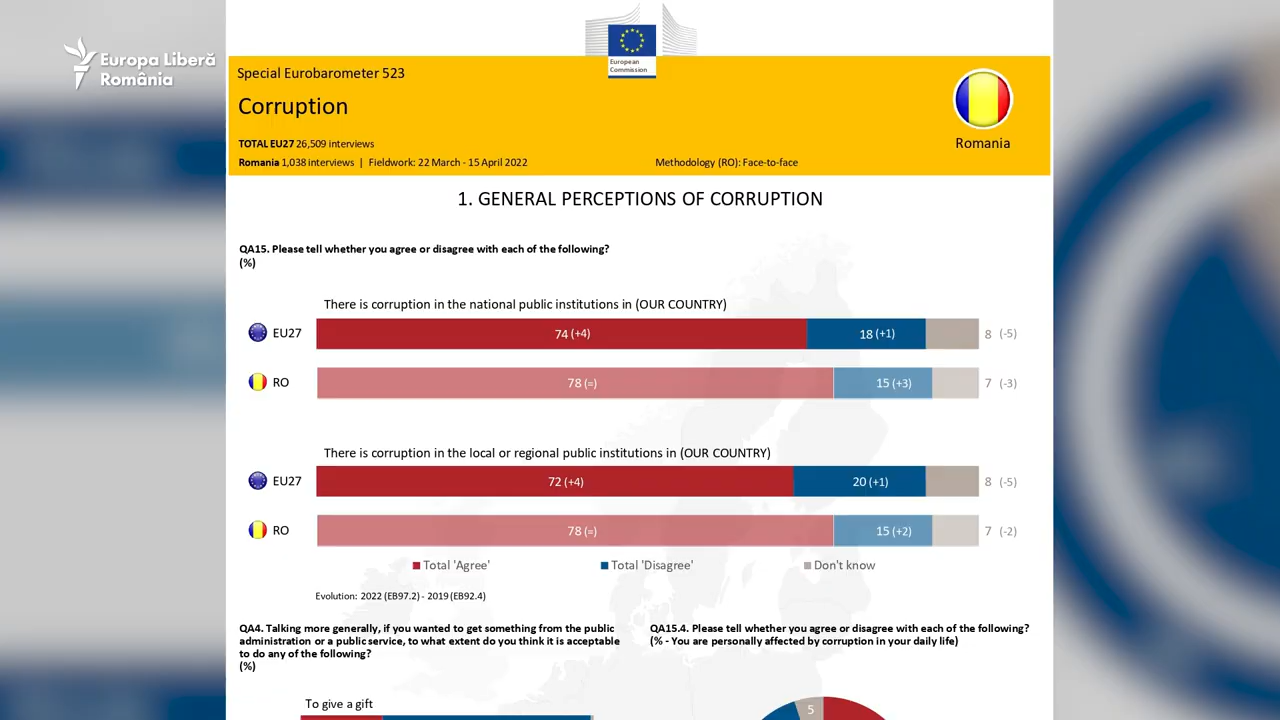 Europa Liberă
România
European
Commission
Special Eurobarometer 523
Corruption
TOTAL EU27 26,509 interviews
Romania 1,038 interviews | Fieldwork: 22 March - 15 April 2022
Methodology (RO): Face-to-face
Romania
1. GENERAL PERCEPTIONS OF CORRUPTION
QA15. Please tell whether you agree or disagree with each of the following?
(%)
There is corruption in the national public institutions in (OUR COUNTRY)
EU27 74 (+4) 18 (+1) 8 (-5)
RO 78 (=) 15 (+3) 7 (-3)
There is corruption in the local or regional public institutions in (OUR COUNTRY)
EU27 72 (+4) 20 (+1) 8 (-5)
RO 78 (=) 15 (+2) 7 (-2)
Total 'Agree' Total 'Disagree' Don't know
Evolution: 2022 (EB97.2) - 2019 (EB92.4)
QA4. Talking more generally, if you wanted to get something from the public
administration or a public service, to what extent do you think it is acceptable
to do any of the following?
(%)
To give a gift
QA15.4. Please tell whether you agree or disagree with each of the following?
(% - You are personally affected by corruption in your daily life)
5